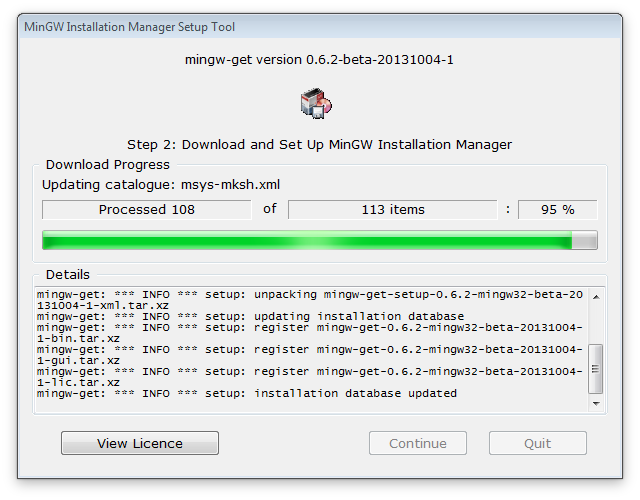 MinGW Installation Manager Setup Tool
mingw-get version 0.6.2-beta-20131004-1
Step 2: Download and Set Up MinGW Installation Manager
Download Progress
Updating catalogue: msys-mksh.xml
Processed 108 of 113 items : 95 %
Details
mingw-get: *** INFO *** setup: unpacking mingw-get-setup-0.6.2-mingw32-beta-20
131004-1-xml.tar.xz
mingw-get: *** INFO *** setup: updating installation database
mingw-get: *** INFO *** setup: register mingw-get-0.6.2-mingw32-beta-20131004-
1-bin.tar.xz
mingw-get: *** INFO *** setup: register mingw-get-0.6.2-mingw32-beta-20131004-
1-gui.tar.xz
mingw-get: *** INFO *** setup: register mingw-get-0.6.2-mingw32-beta-20131004-
1-lic.tar.xz
mingw-get: *** INFO *** setup: installation database updated
View Licence Continue Quit